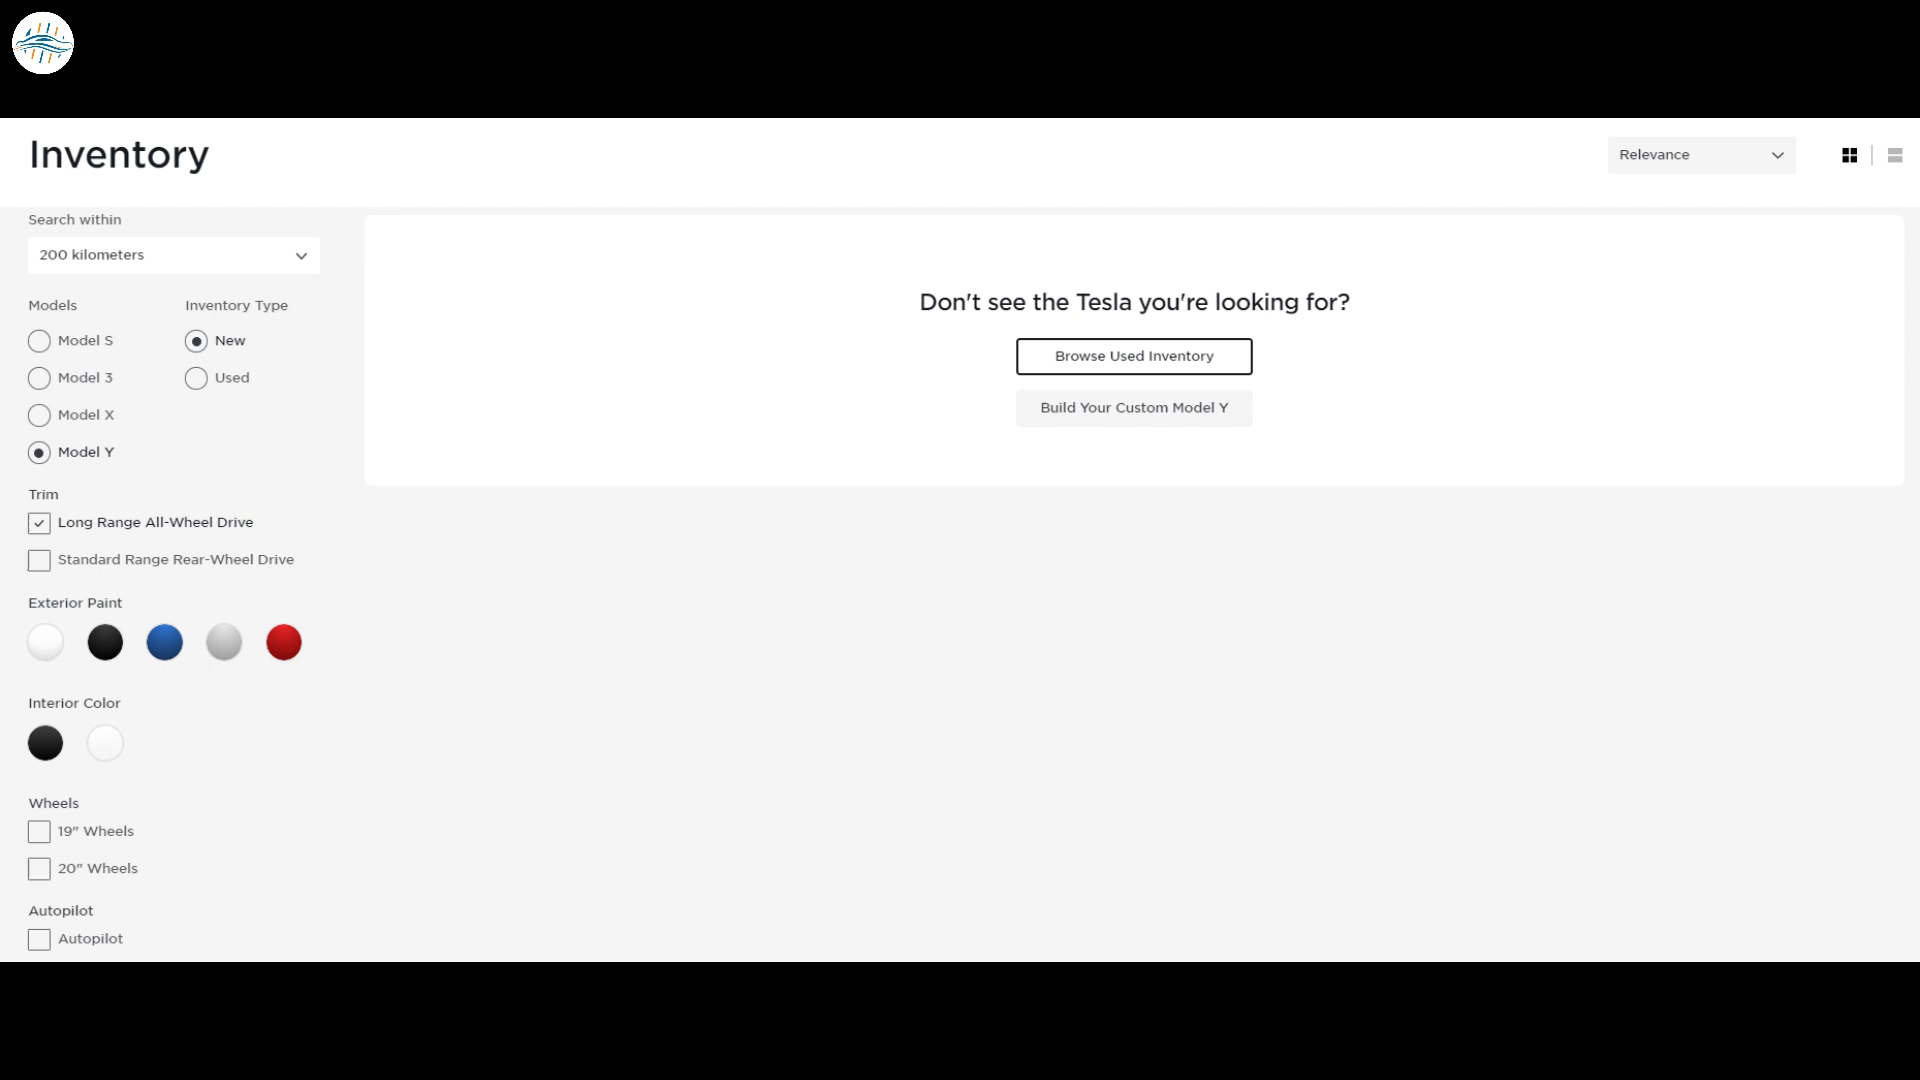 Inventory
Relevance
Search within
200 kilometers
Models
Inventory Type
Model S
New
Model 3
Used
Model X
Model Y
Trim
Long Range All-Wheel Drive
Standard Range Rear-Wheel Drive
Exterior Paint
Interior Color
Wheels
19" Wheels
20" Wheels
Autopilot
Autopilot
Don't see the Tesla you're looking for?
Browse Used Inventory
Build Your Custom Model Y